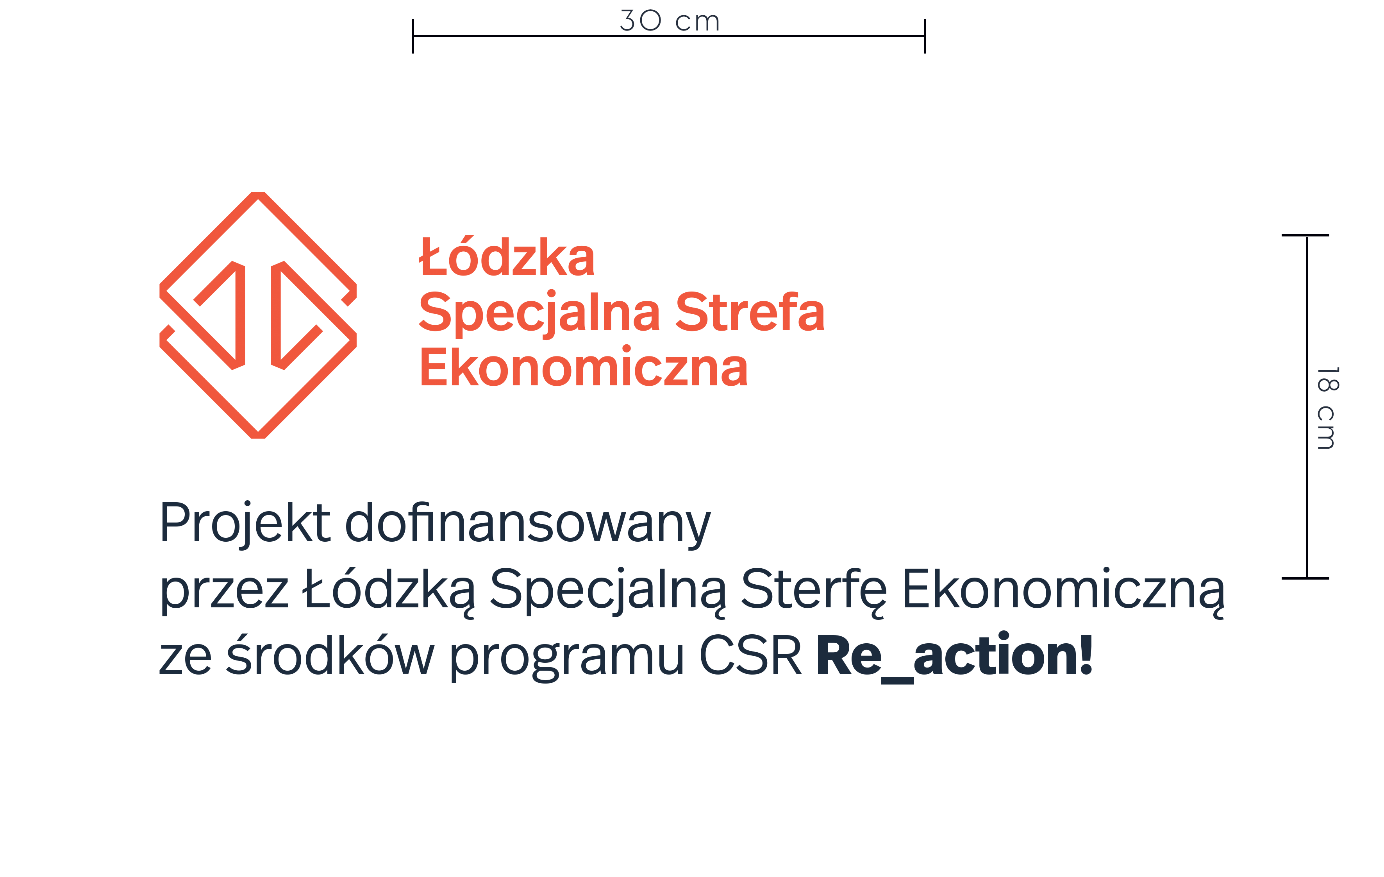 30 cm
Łódzka
Specjalna Strefa
Ekonomiczna
18 cm
Projekt dofinansowany
przez Łódzką Specjalną Sterfę Ekonomiczną
ze środków programu CSR Re_action!